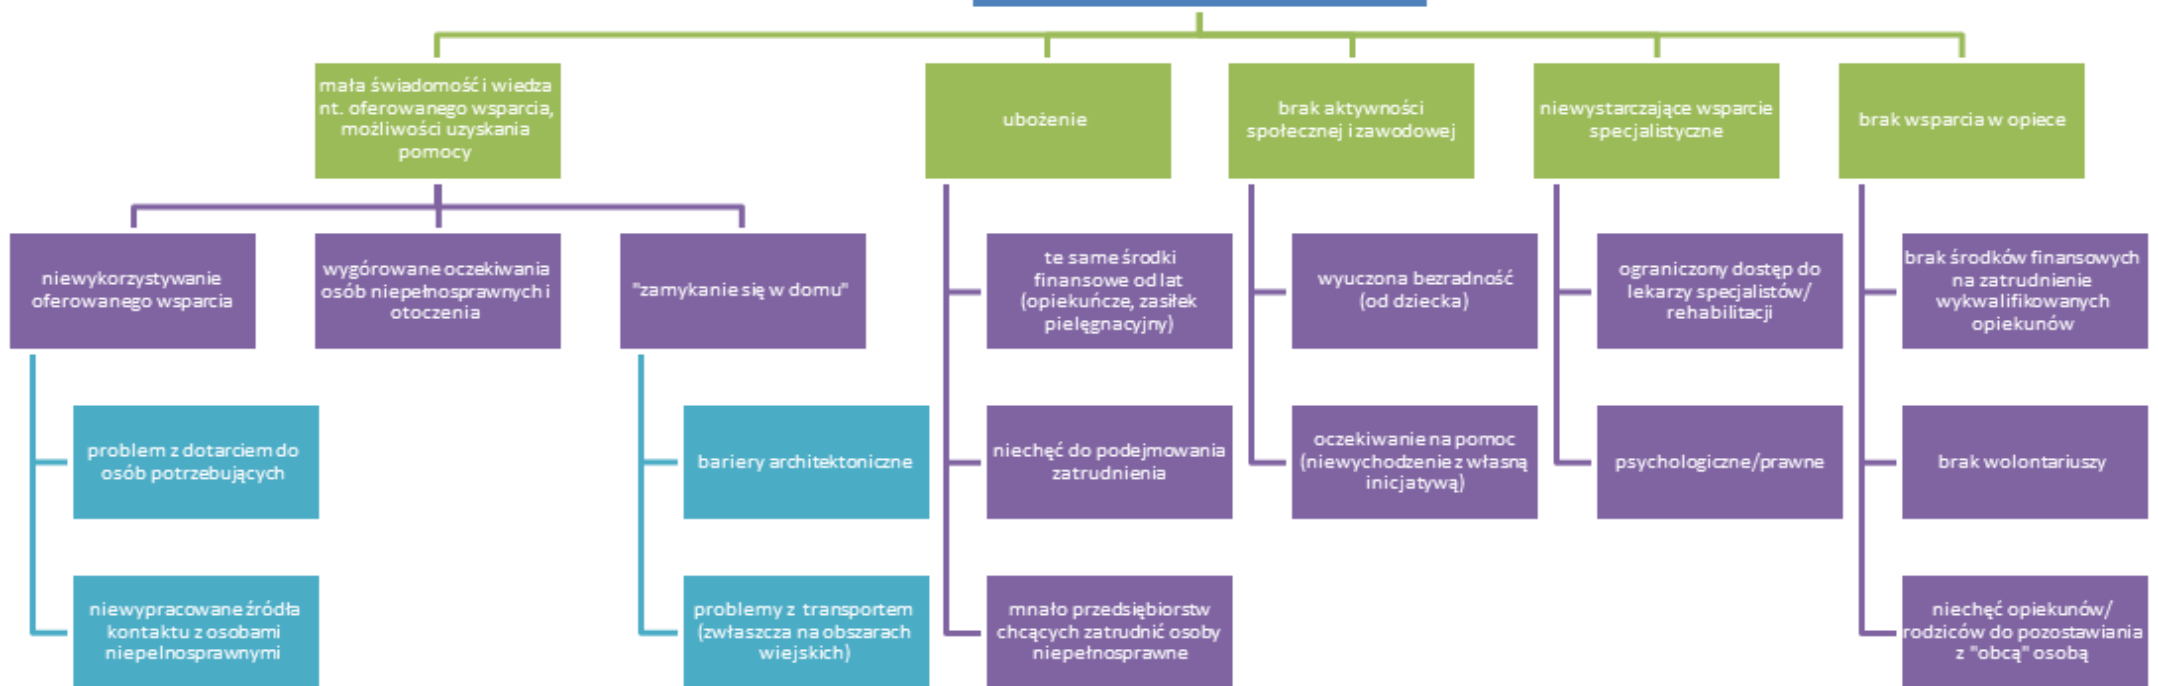 mała świadomość i wiedza
nt. oferowanego wsparcia,
możliwości uzyskania
pomocy
ubożenie
brak aktywności
społecznej i zawodowej
niewystarczające wsparcie
specjalistyczne
brak wsparcia w opiece
niewykorzystywanie
oferowanego wsparcia
wygórowane oczekiwania
osób niepełnosprawnych i
otoczenia
"zamykanie się w domu"
te same środki
finansowe od lat
(opiekuńcze, zasiłek
pielęgnacyjny)
wyuczona bezradność
(od dziecka)
ograniczony dostęp do
lekarzy specjalistów/
rehabilitacji
brak środków finansowych
na zatrudnienie
wykwalifikowanych
opiekunów
problem z dotarciem do
osób potrzebujących
bariery architektoniczne
niechęć do podejmowania
zatrudnienia
oczekiwanie na pomoc
(niewychodzenie z własną
inicjatywą)
psychologiczne/prawne
brak wolontariuszy
niewypracowane źródła
kontaktu z osobami
niepelnosprawnymi
problemy z transportem
(zwłaszcza na obszarach
wiejskich)
mnało przedsiębiorstw
chcących zatrudnić osoby
niepełnosprawne
niechęć opiekunów/
rodziców do pozostawiania
z "obcą" osobą